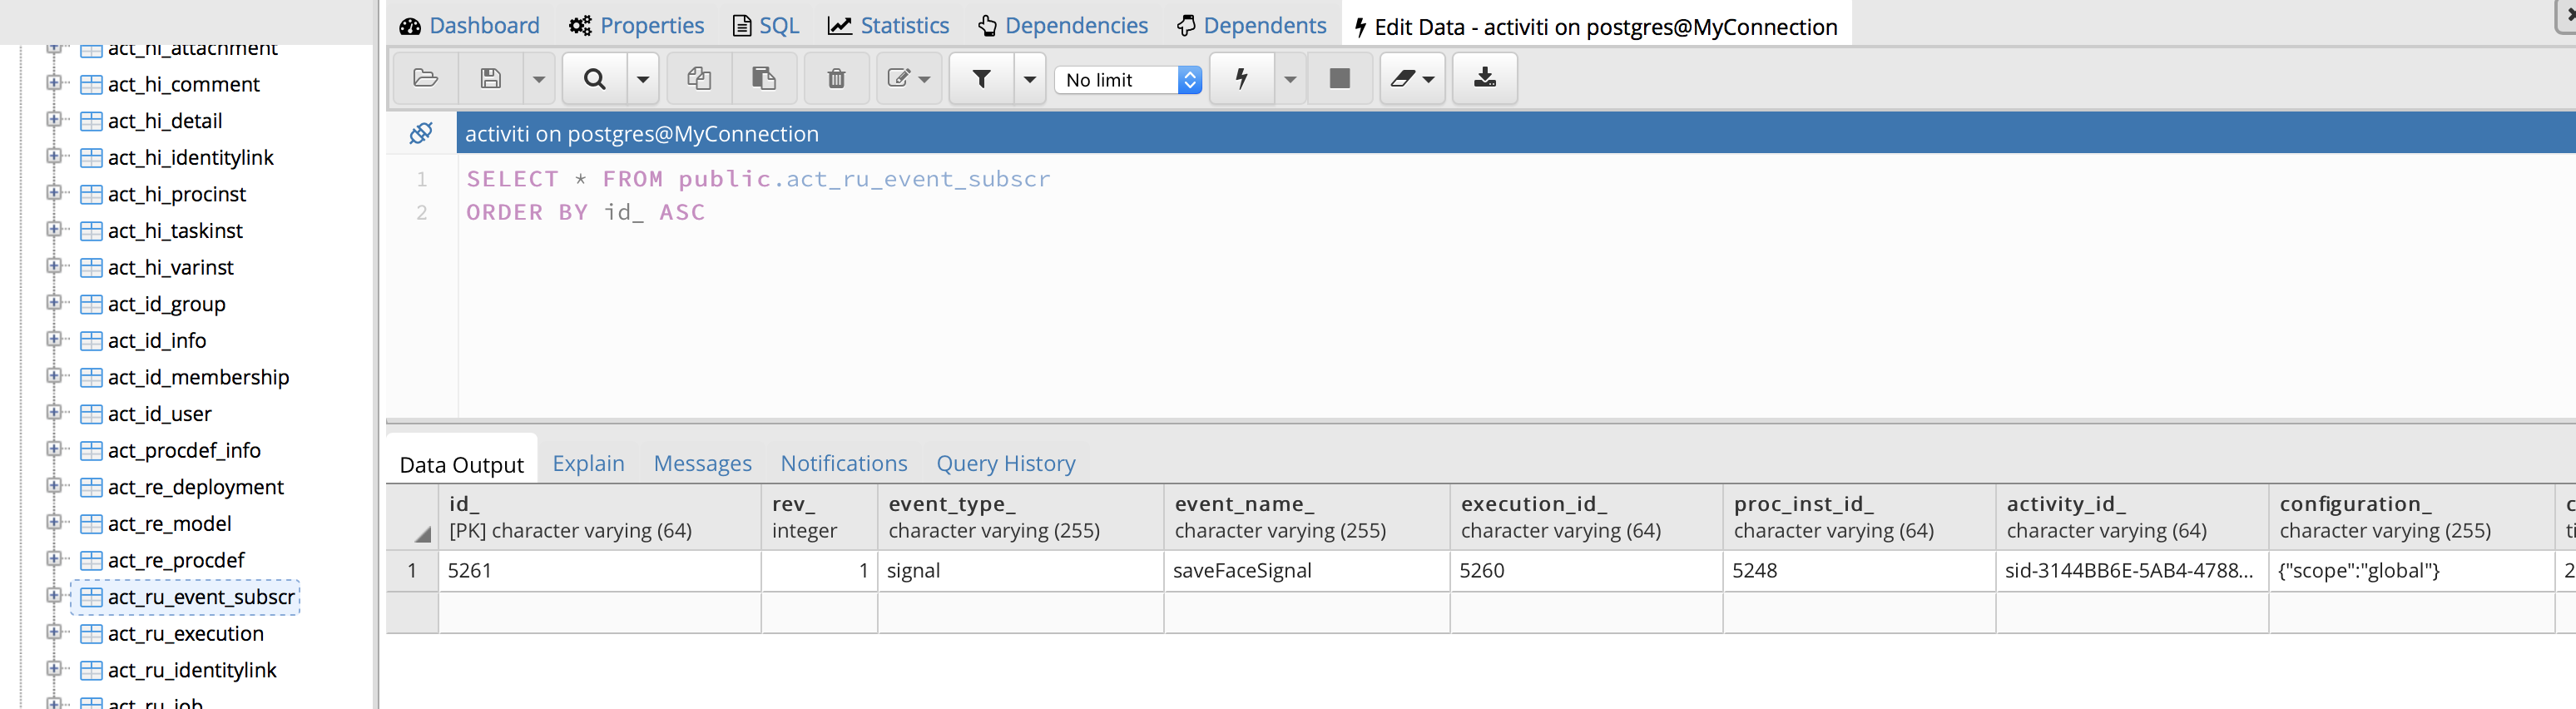 act_hi_attachment
act_hi_comment
act_hi_detail
act_hi_identitylink
act_hi_procinst
act_hi_taskinst
act_hi_varinst
act_id_group
act_id_info
act_id_membership
act_id_user
act_procdef_info
act_re_deployment
act_re_model
act_re_procdef
act_ru_event_subscr
act_ru_execution
act_ru_identitylink
act_ru_job
Dashboard Properties SQL Statistics Dependencies Dependents Edit Data - activiti on postgres@MyConnection
No limit
activiti on postgres@MyConnection
1 SELECT * FROM public.act_ru_event_subscr
2 ORDER BY id_ ASC
Data Output Explain Messages Notifications Query History
id_ rev_ event_type_ event_name_ execution_id_ proc_inst_id_ activity_id_ configuration_
[PK] character varying (64) integer character varying (255) character varying (255) character varying (64) character varying (64) character varying (64) character varying (255)
1 5261 1 signal saveFaceSignal 5260 5248 sid-3144BB6E-5AB4-4788... {"scope":"global"} 2